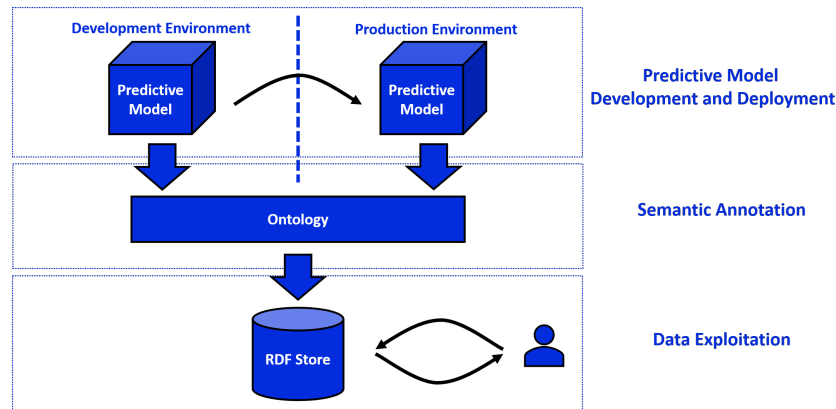 Development Environment
Production Environment
Predictive
Model
Predictive
Model
Predictive Model
Development and Deployment
Ontology
Semantic Annotation
RDF Store
Data Exploitation